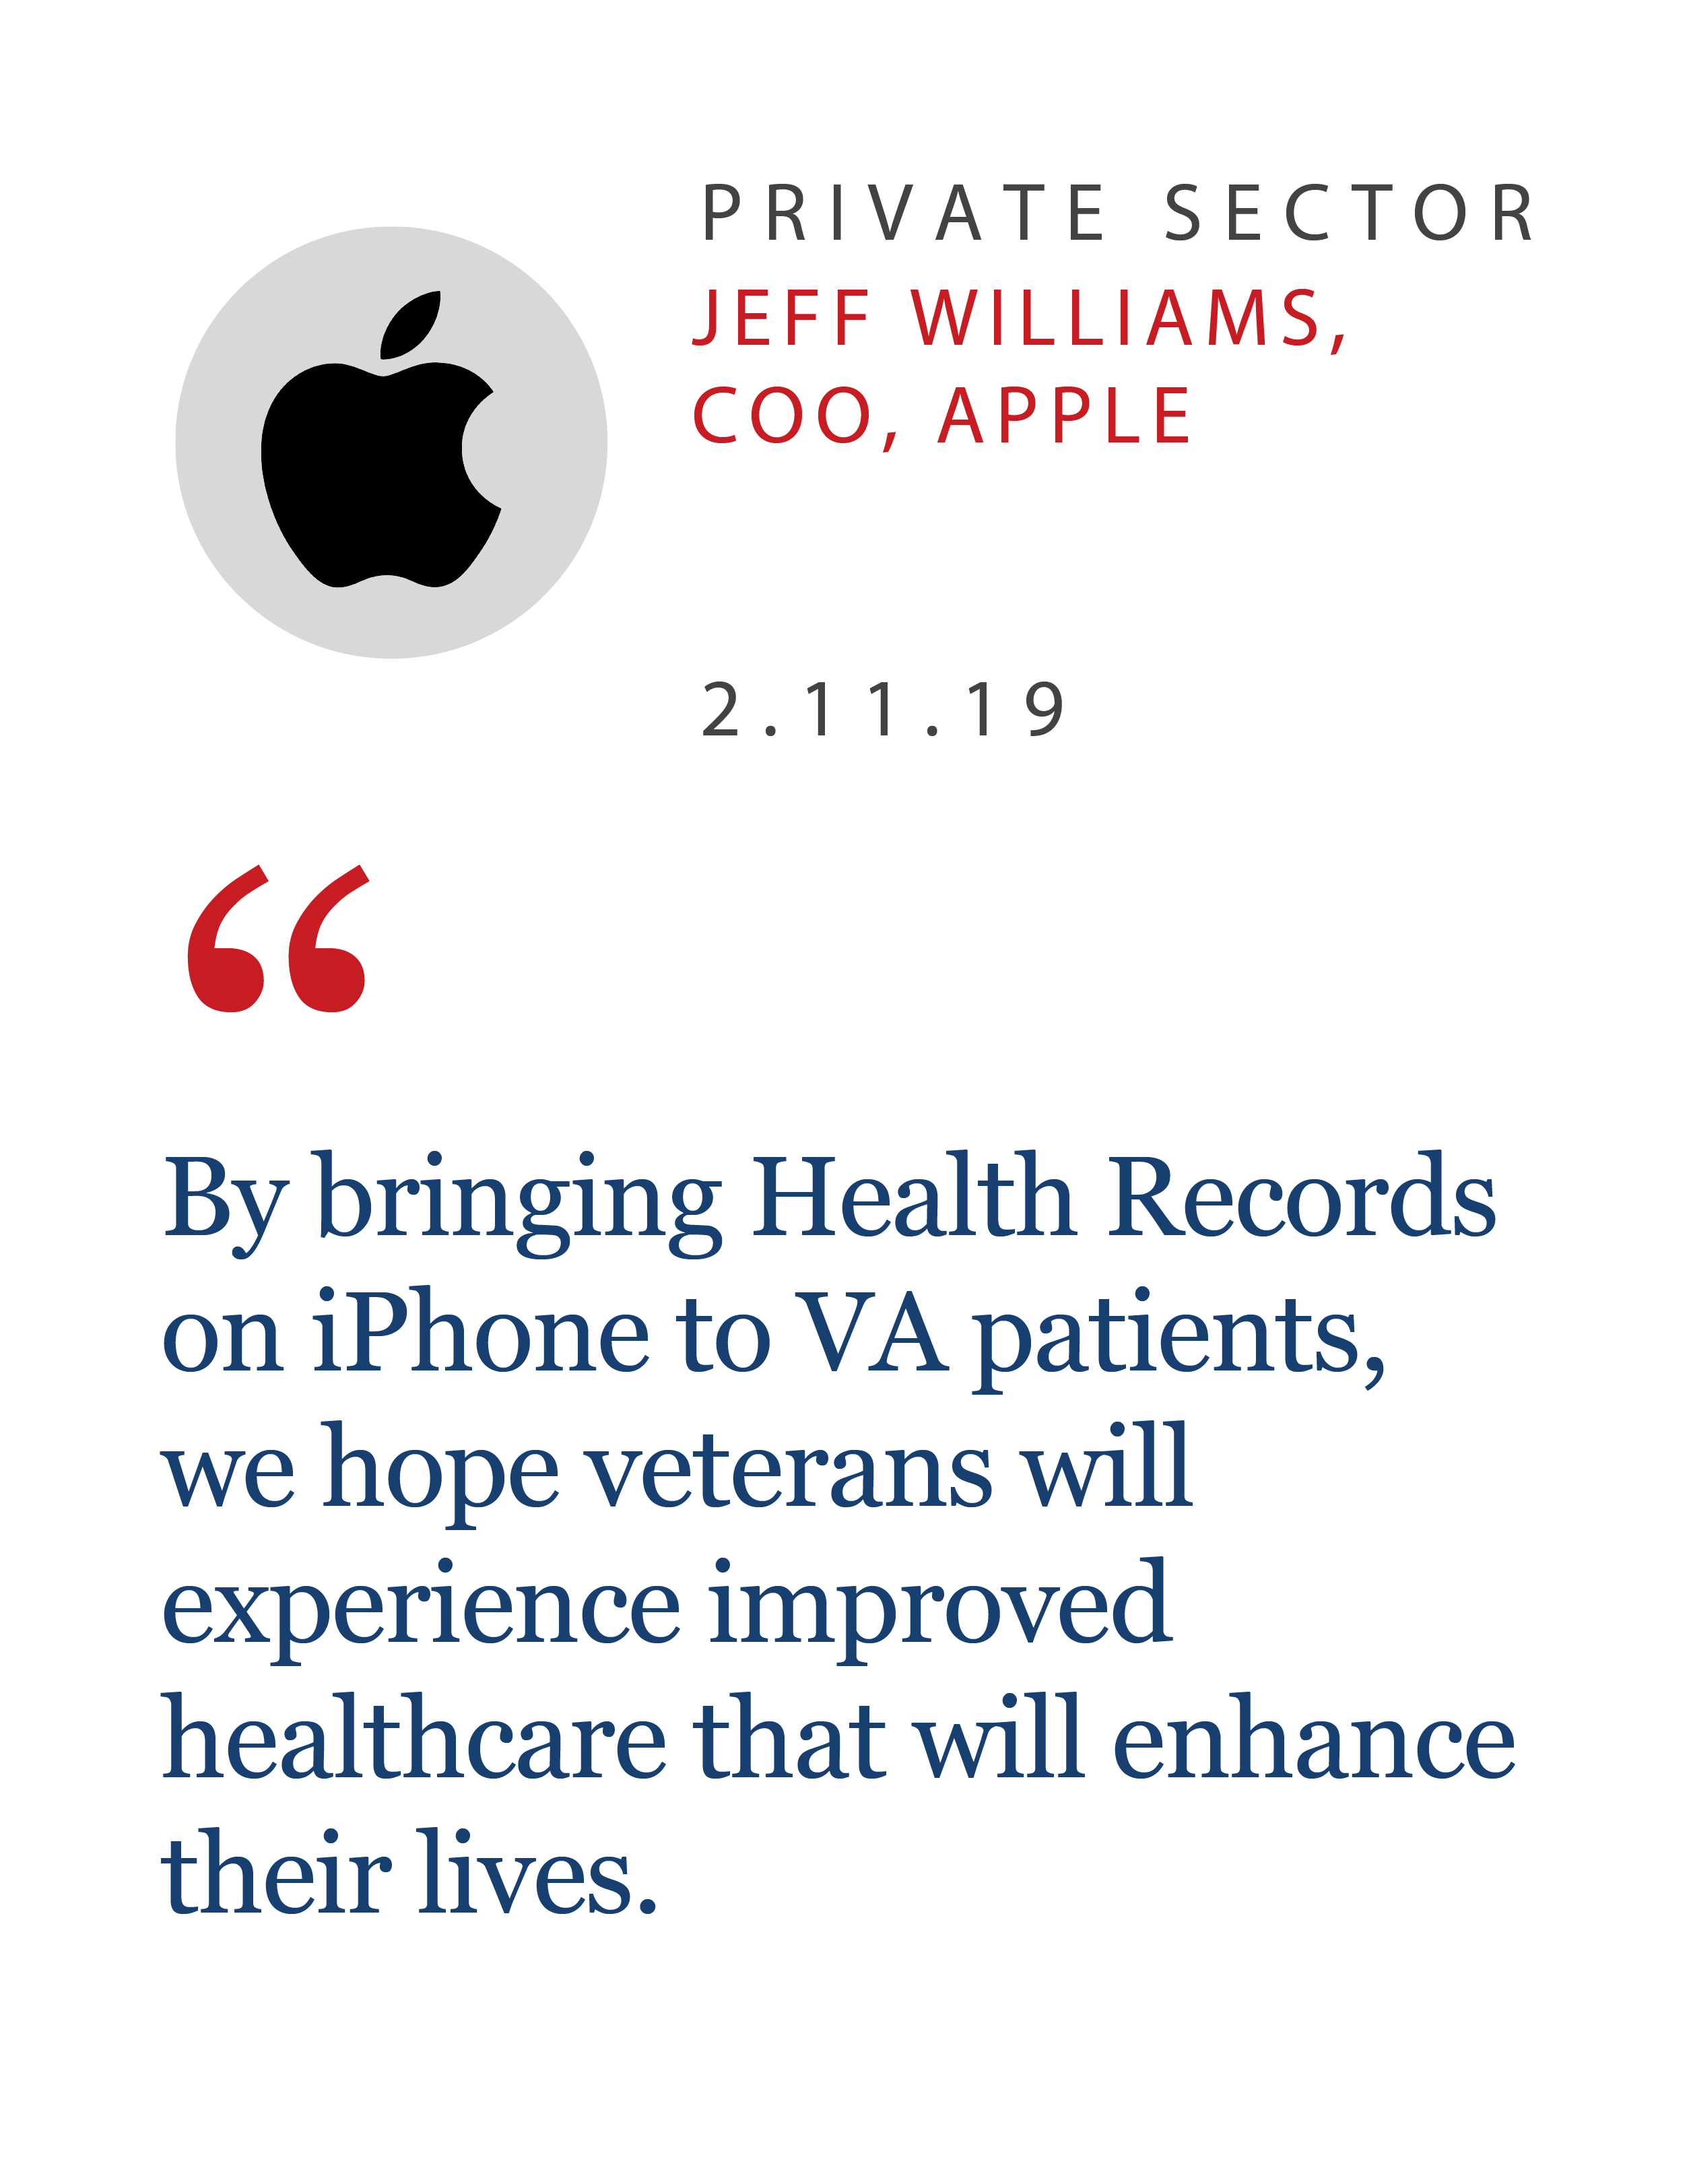 PRIVATE SECTOR
JEFF WILLIAMS,
COO, APPLE
2.11.19
“
By bringing Health Records
on iPhone to VA patients,
we hope veterans will
experience improved
healthcare that will enhance
their lives.